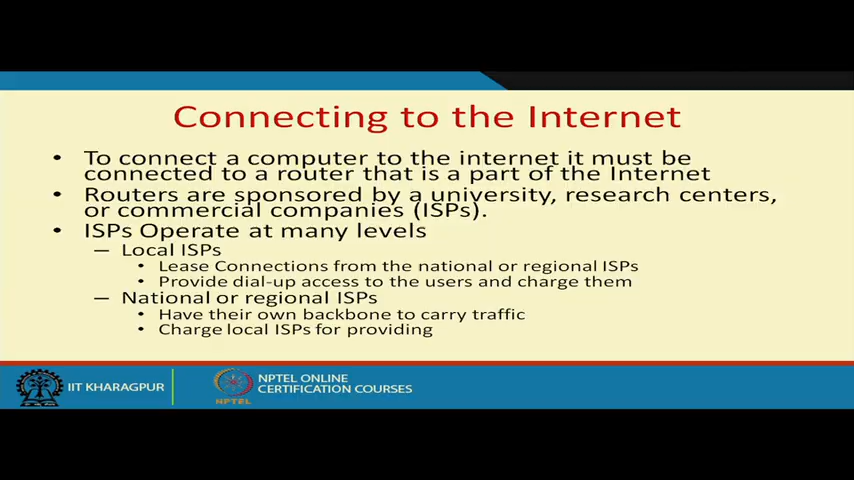 Connecting to the Internet
• To connect a computer to the internet it must be
connected to a router that is a part of the Internet
• Routers are sponsored by a university, research centers,
or commercial companies (ISPs).
• ISPs Operate at many levels
– Local ISPs
• Lease Connections from the national or regional ISPs
• Provide dial-up access to the users and charge them
– National or regional ISPs
• Have their own backbone to carry traffic
• Charge local ISPs for providing
IIT KHARAGPUR
NPTEL
NPTEL ONLINE
CERTIFICATION COURSES